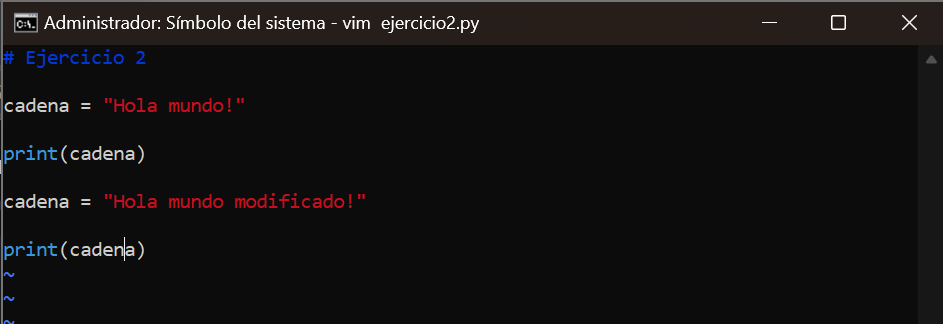 Administrador: Símbolo del sistema - vim  ejercicio2.py
# Ejercicio 2
cadena = "Hola mundo!"
print(cadena)
cadena = "Hola mundo modificado!"
print(cadena)
~
~
~